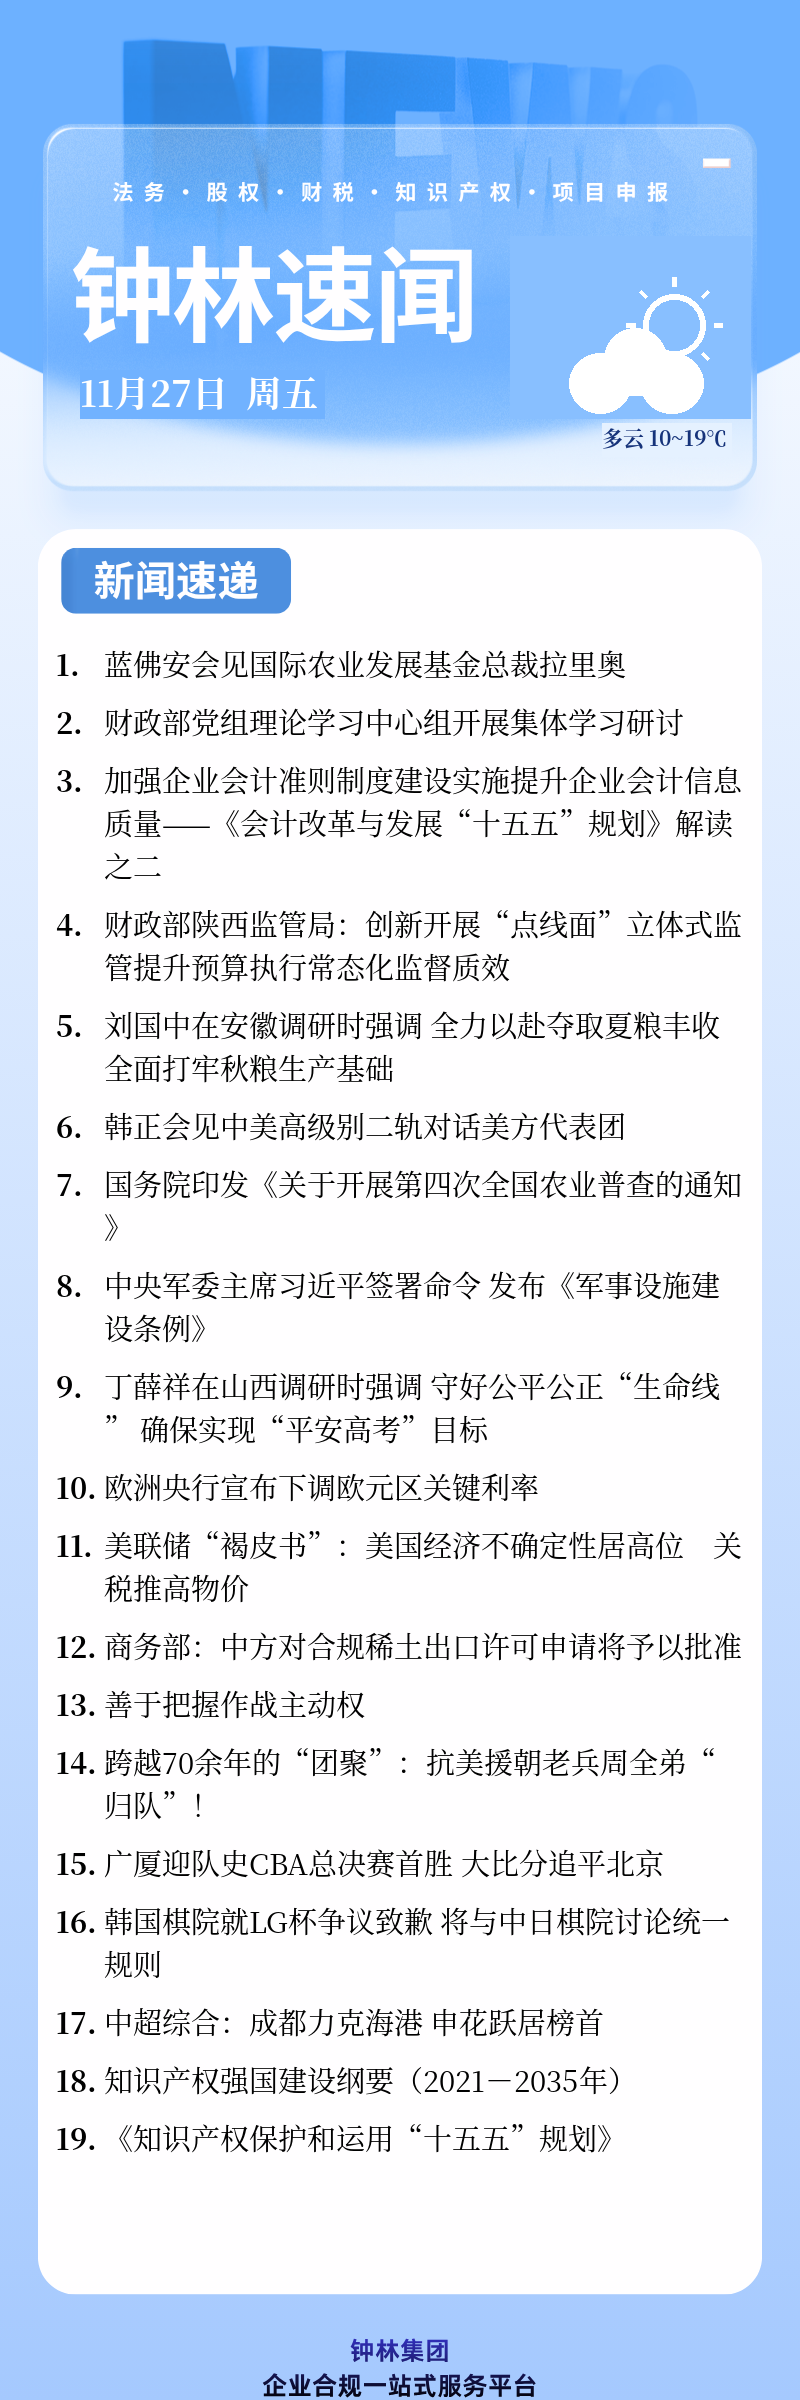 NEWS
法务·股权·财税·知识产权·项目申报
钟林速闻
11月27日 周五
多云 10~19℃
新闻速递
1. 蓝佛安会见国际农业发展基金总裁拉里奥
2. 财政部党组理论学习中心组开展集体学习研讨
3. 加强企业会计准则制度建设实施提升企业会计信息
质量——《会计改革与发展“十五五”规划》解读
之二
4. 财政部陕西监管局：创新开展“点线面”立体式监
管提升预算执行常态化监督质效
5. 刘国中在安徽调研时强调 全力以赴夺取夏粮丰收
全面打牢秋粮生产基础
6. 韩正会见中美高级别二轨对话美方代表团
7. 国务院印发《关于开展第四次全国农业普查的通知
》
8. 中央军委主席习近平签署命令 发布《军事设施建
设条例》
9. 丁薛祥在山西调研时强调 守好公平公正“生命线
” 确保实现“平安高考”目标
10. 欧洲央行宣布下调欧元区关键利率
11. 美联储“褐皮书”：美国经济不确定性居高位　关
税推高物价
12. 商务部：中方对合规稀土出口许可申请将予以批准
13. 善于把握作战主动权
14. 跨越70余年的“团聚”：抗美援朝老兵周全弟“
归队”！
15. 广厦迎队史CBA总决赛首胜 大比分追平北京
16. 韩国棋院就LG杯争议致歉 将与中日棋院讨论统一
规则
17. 中超综合：成都力克海港 申花跃居榜首
18. 知识产权强国建设纲要（2021－2035年）
19. 《知识产权保护和运用“十五五”规划》
钟林集团
企业合规一站式服务平台